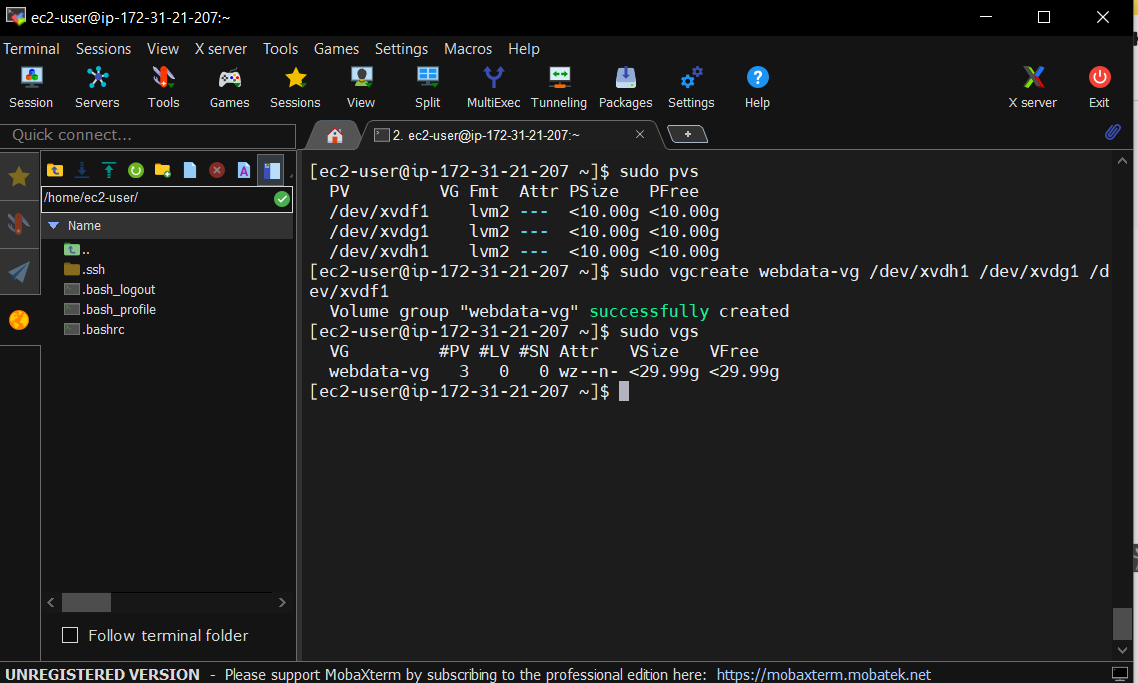 ec2-user@ip-172-31-21-207:~
Terminal Sessions View X server Tools Games Settings Macros Help
Session Servers Tools Games Sessions View Split MultiExec Tunneling Packages Settings Help X server Exit
Quick connect...
2. ec2-user@ip-172-31-21-207:~
/home/ec2-user/
Name
..
.ssh
.bash_logout
.bash_profile
.bashrc
Follow terminal folder
[ec2-user@ip-172-31-21-207 ~]$ sudo pvs
  PV         VG Fmt  Attr PSize   PFree
  /dev/xvdf1    lvm2 ---  <10.00g <10.00g
  /dev/xvdg1    lvm2 ---  <10.00g <10.00g
  /dev/xvdh1    lvm2 ---  <10.00g <10.00g
[ec2-user@ip-172-31-21-207 ~]$ sudo vgcreate webdata-vg /dev/xvdh1 /dev/xvdg1 /d
ev/xvdf1
  Volume group "webdata-vg" successfully created
[ec2-user@ip-172-31-21-207 ~]$ sudo vgs
  VG         #PV #LV #SN Attr   VSize   VFree
  webdata-vg   3   0   0 wz--n- <29.99g <29.99g
[ec2-user@ip-172-31-21-207 ~]$
UNREGISTERED VERSION - Please support MobaXterm by subscribing to the professional edition here: https://mobaxterm.mobatek.net